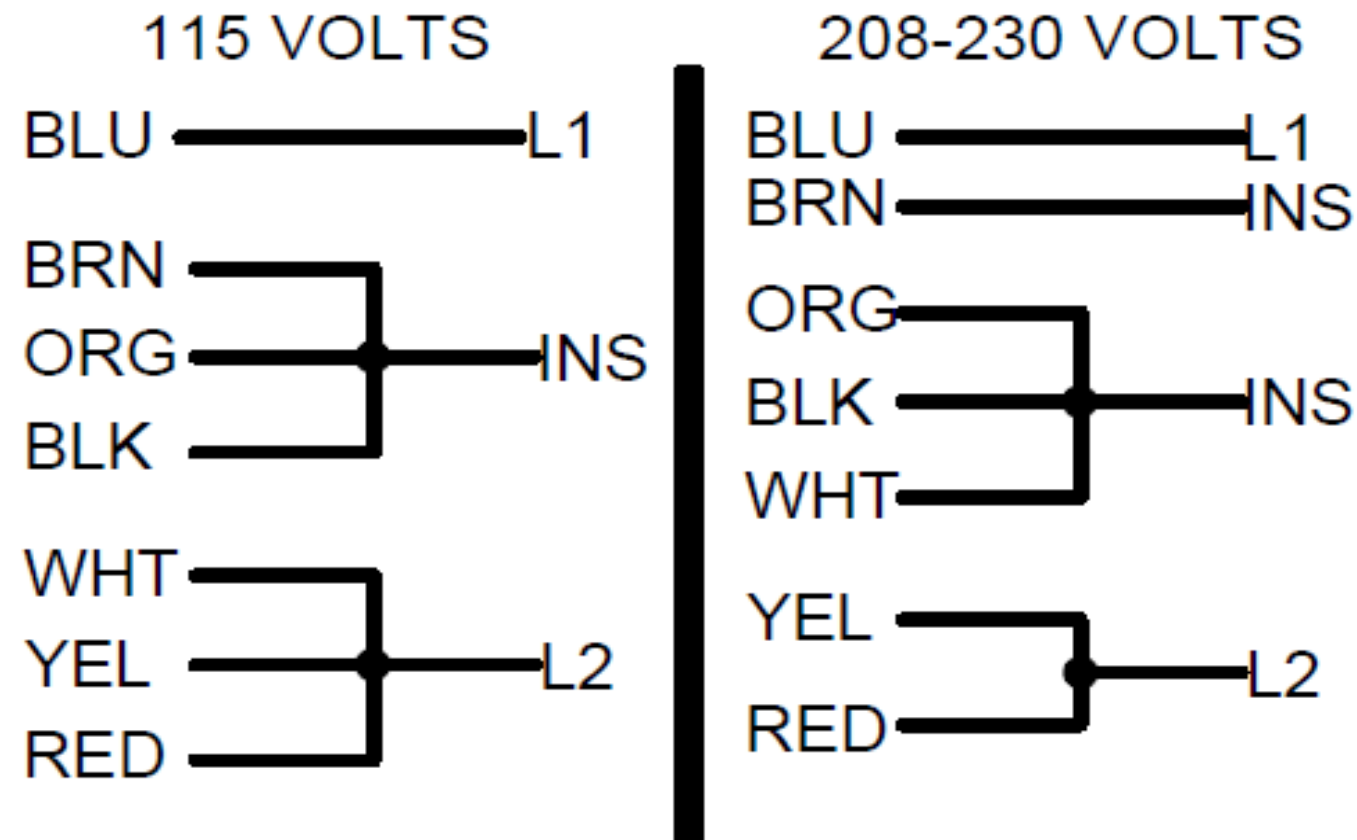 115 VOLTS
BLU L1
BRN
ORG INS
BLK
WHT
YEL L2
RED
208-230 VOLTS
BLU L1
BRN INS
ORG
BLK INS
WHT
YEL
L2
RED